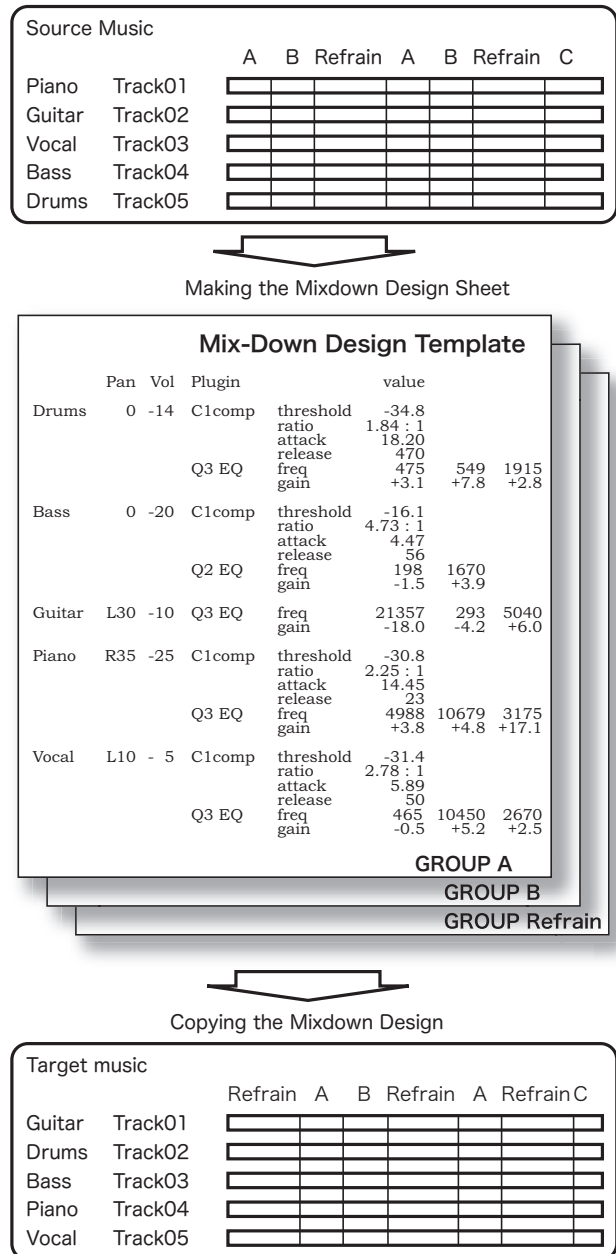 Source Music
A B Refrain A B Refrain C
Piano Track01
Guitar Track02
Vocal Track03
Bass Track04
Drums Track05
Making the Mixdown Design Sheet
Mix-Down Design Template
Pan Vol Plugin value
Drums 0 -14 C1comp threshold -34.8
ratio 1.84 : 1
attack 18.20
release 470
Q3 EQ freq 475 549 1915
gain +3.1 +7.8 +2.8
Bass 0 -20 C1comp threshold -16.1
ratio 4.73 : 1
attack 4.47
release 56
Q2 EQ freq 198 1670
gain -1.5 +3.9
Guitar L30 -10 Q3 EQ freq 21357 293 5040
gain -18.0 -4.2 +6.0
Piano R35 -25 C1comp threshold -30.8
ratio 2.25 : 1
attack 14.45
release 23
Q3 EQ freq 4988 10679 3175
gain +3.8 +4.8 +17.1
Vocal L10 - 5 C1comp threshold -31.4
ratio 2.78 : 1
attack 5.89
release 50
Q3 EQ freq 465 10450 2670
gain -0.5 +5.2 +2.5
GROUP A
GROUP B
GROUP Refrain
Copying the Mixdown Design
Target music
Refrain A B Refrain A Refrain C
Guitar Track01
Drums Track02
Bass Track03
Piano Track04
Vocal Track05